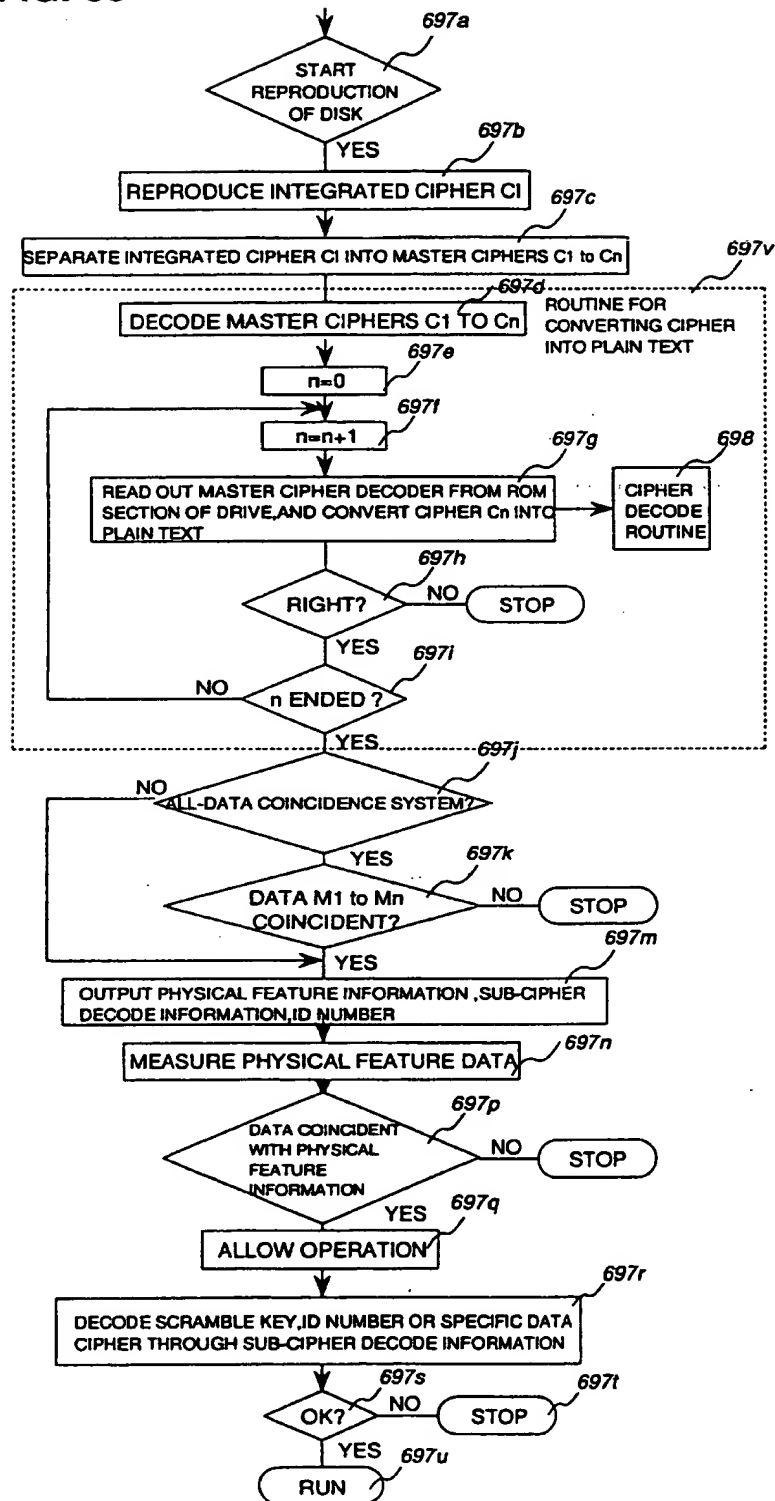 697a
START
REPRODUCTION
OF DISK
YES
697b
REPRODUCE INTEGRATED CIPHER CI
697c
SEPARATE INTEGRATED CIPHER CI INTO MASTER CIPHERS C1 to Cn
697v
697d
DECODE MASTER CIPHERS C1 TO Cn
ROUTINE FOR
CONVERTING CIPHER
INTO PLAIN TEXT
697e
n=0
697f
n=n+1
697g
698
READ OUT MASTER CIPHER DECODER FROM ROM
SECTION OF DRIVE,AND CONVERT CIPHER Cn INTO
PLAIN TEXT
CIPHER
DECODE
ROUTINE
697h
RIGHT?
NO
STOP
YES
697i
NO
n ENDED ?
YES
697j
NO
ALL-DATA COINCIDENCE SYSTEM?
YES
697k
DATA M1 to Mn
COINCIDENT?
NO
STOP
697m
YES
OUTPUT PHYSICAL FEATURE INFORMATION ,SUB-CIPHER
DECODE INFORMATION,ID NUMBER
697n
MEASURE PHYSICAL FEATURE DATA
697p
DATA COINCIDENT
WITH PHYSICAL
FEATURE
INFORMATION
NO
STOP
YES
697q
ALLOW OPERATION
697r
DECODE SCRAMBLE KEY,ID NUMBER OR SPECIFIC DATA
CIPHER THROUGH SUB-CIPHER DECODE INFORMATION
697s
OK?
NO
697t
STOP
YES
697u
RUN